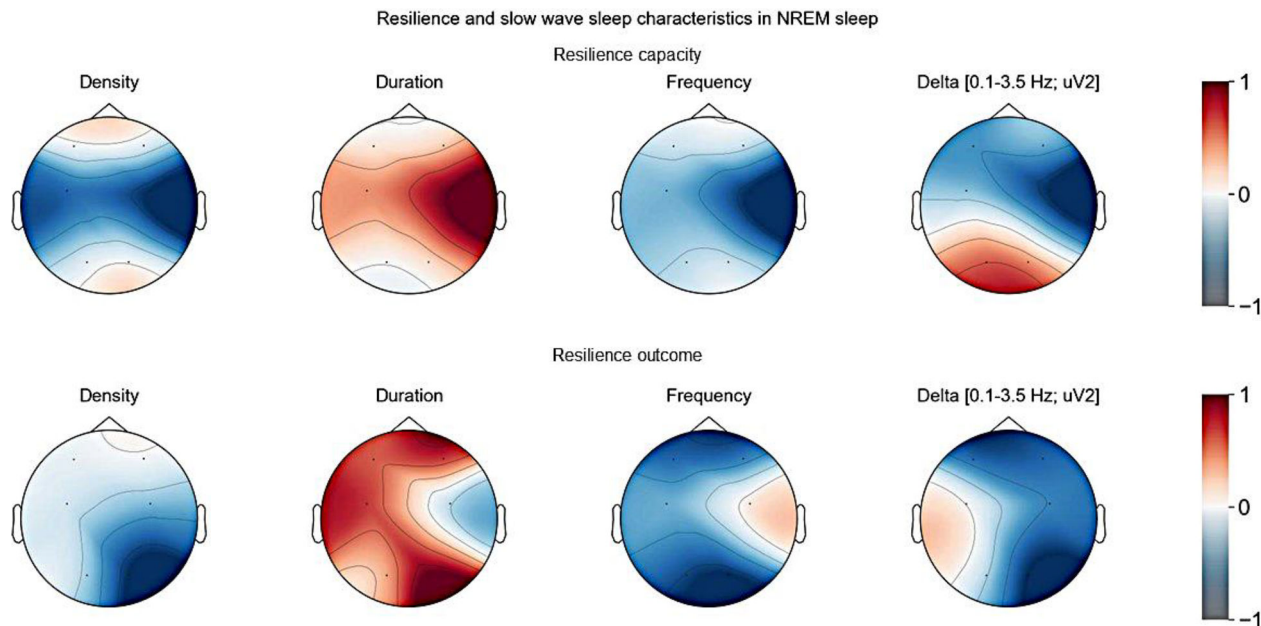 Resilience and slow wave sleep characteristics in NREM sleep
Resilience capacity
Density
Duration
Frequency
Delta [0.1-3.5 Hz; uV2]
1
0
−1
Resilience outcome
Density
Duration
Frequency
Delta [0.1-3.5 Hz; uV2]
1
0
−1